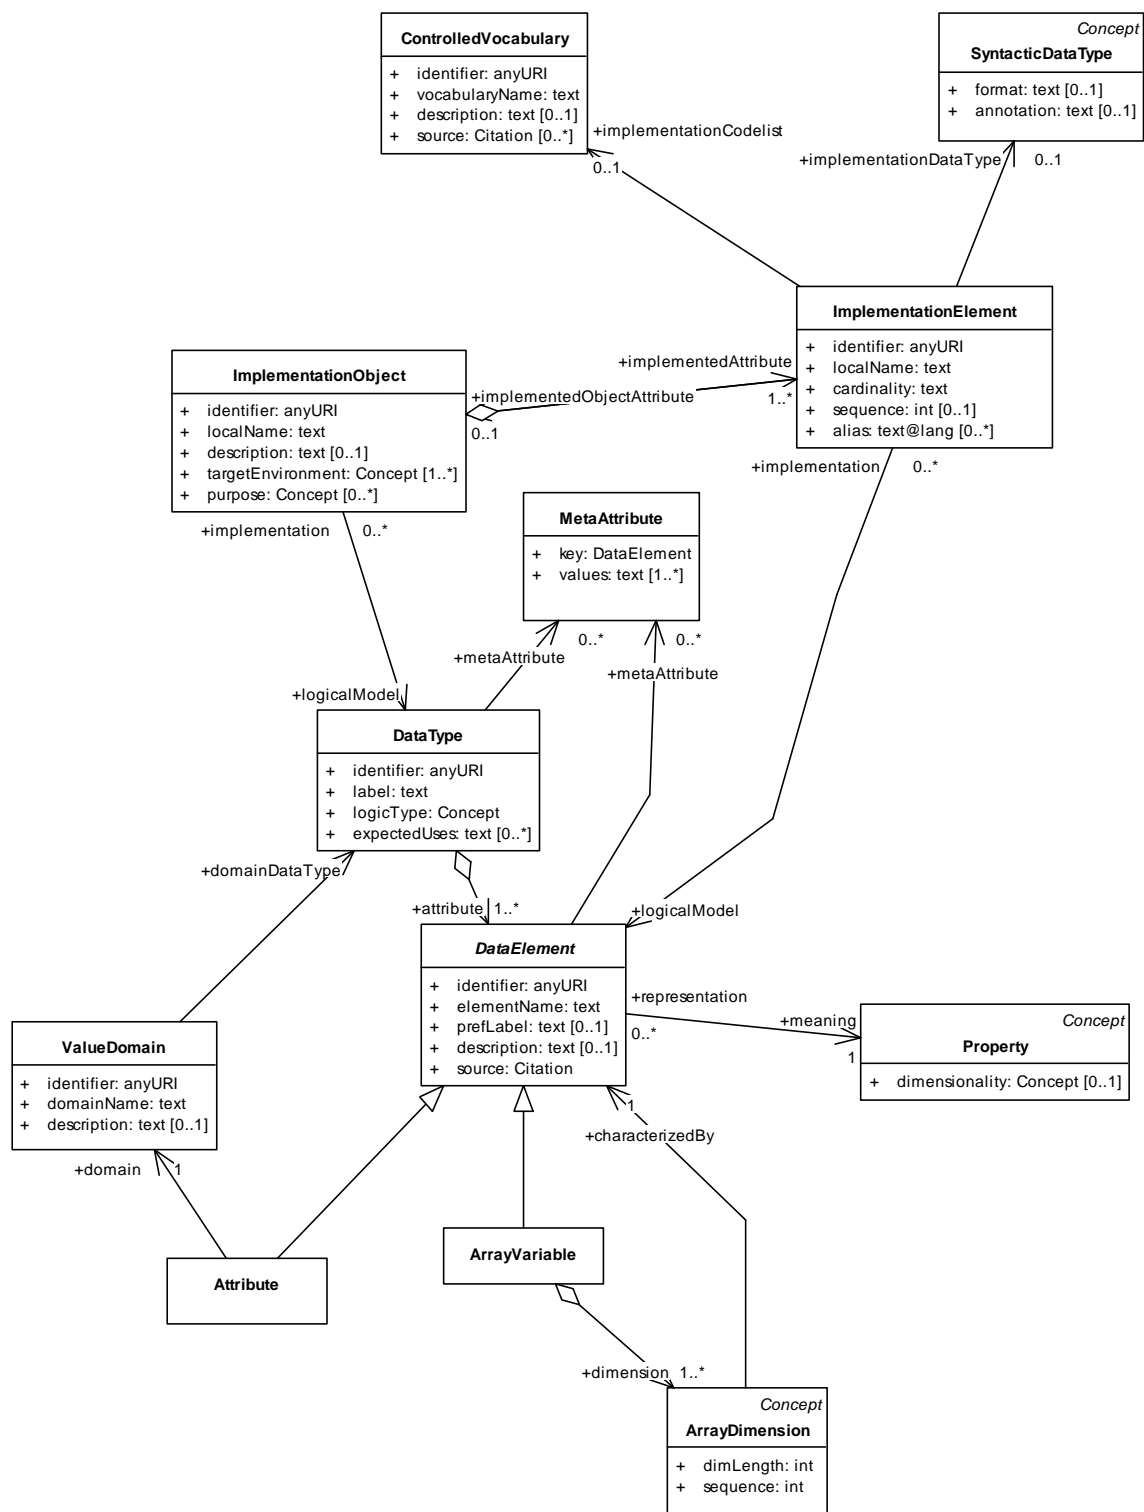 ControlledVocabulary
+ identifier: anyURI
+ vocabularyName: text
+ description: text [0..1]
+ source: Citation [0..*]
Concept
SyntacticDataType
+ format: text [0..1]
+ annotation: text [0..1]
+implementationCodelist
0..1
+implementationDataType
0..1
ImplementationElement
+ identifier: anyURI
+ localName: text
+ cardinality: text
+ sequence: int [0..1]
+ alias: text@lang [0..*]
ImplementationObject
+ identifier: anyURI
+ localName: text
+ description: text [0..1]
+ targetEnvironment: Concept [1..*]
+ purpose: Concept [0..*]
+implementedAttribute
1..*
+implementedObjectAttribute
0..1
+implementation
0..*
+implementation
0..*
MetaAttribute
+ key: DataElement
+ values: text [1..*]
0..*
0..*
+metaAttribute
+metaAttribute
+logicalModel
DataType
+ identifier: anyURI
+ label: text
+ logicType: Concept
+ expectedUses: text [0..*]
+domainDataType
+attribute
1..*
+logicalModel
DataElement
+ identifier: anyURI
+ elementName: text
+ prefLabel: text [0..1]
+ description: text [0..1]
+ source: Citation
+representation
0..*
+meaning
1
Concept
Property
+ dimensionality: Concept [0..1]
ValueDomain
+ identifier: anyURI
+ domainName: text
+ description: text [0..1]
+domain
1
1
+characterizedBy
Attribute
ArrayVariable
+dimension
1..*
Concept
ArrayDimension
+ dimLength: int
+ sequence: int